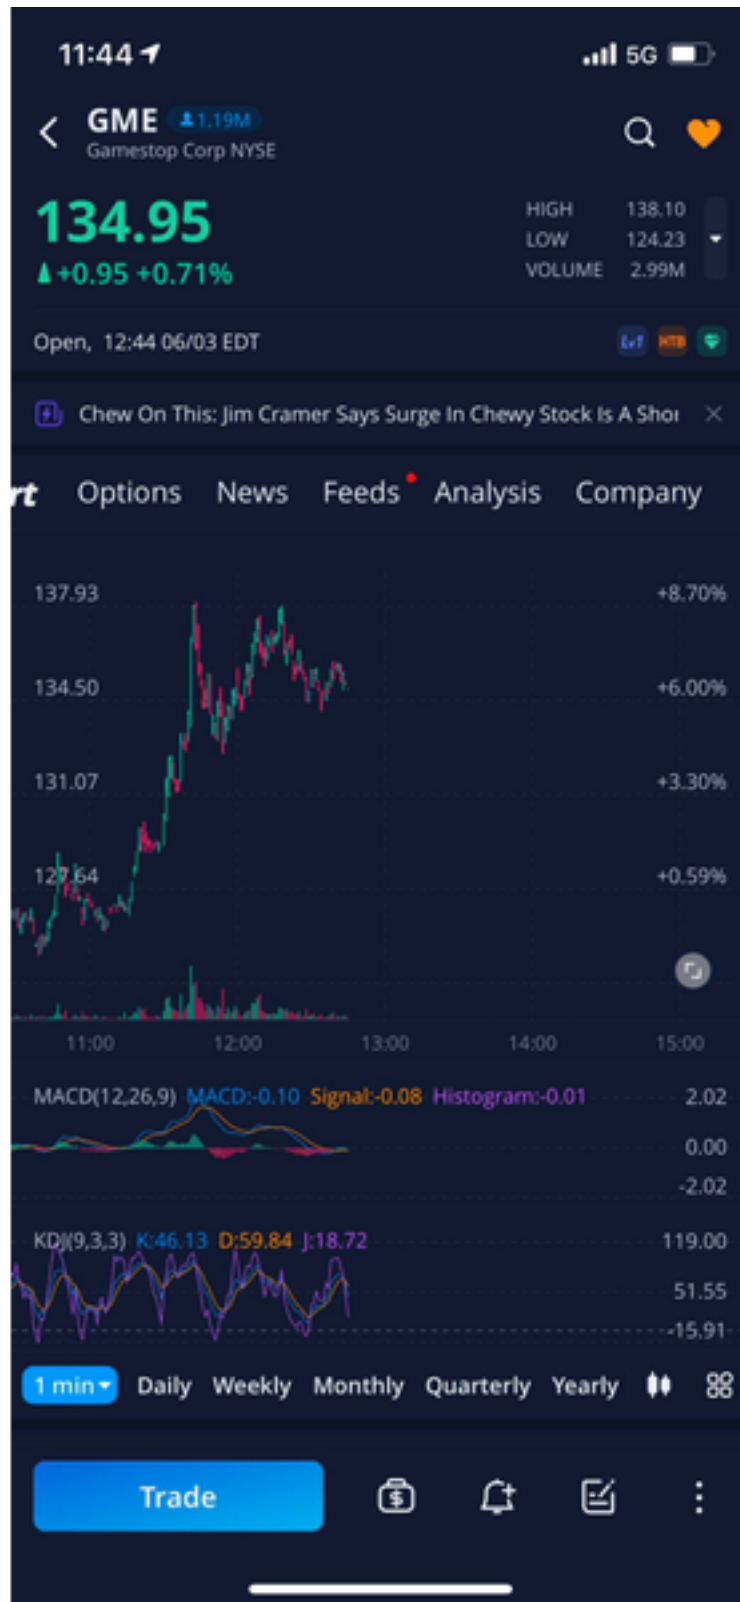 11:44
5G
GME 1.19M
Gamestop Corp NYSE
134.95
+0.95 +0.71%
HIGH 138.10
LOW 124.23
VOLUME 2.99M
Open, 12:44 06/03 EDT
Lv1 HTB
Chew On This: Jim Cramer Says Surge In Chewy Stock Is A Shor
rt Options News Feeds Analysis Company
137.93 +8.70%
134.50 +6.00%
131.07 +3.30%
127.64 +0.59%
11:00 12:00 13:00 14:00 15:00
MACD(12,26,9) MACD:-0.10 Signal:-0.08 Histogram:-0.01 2.02
0.00
-2.02
KDJ(9,3,3) K:46.13 D:59.84 J:18.72 119.00
51.55
-15.91
1 min Daily Weekly Monthly Quarterly Yearly
Trade